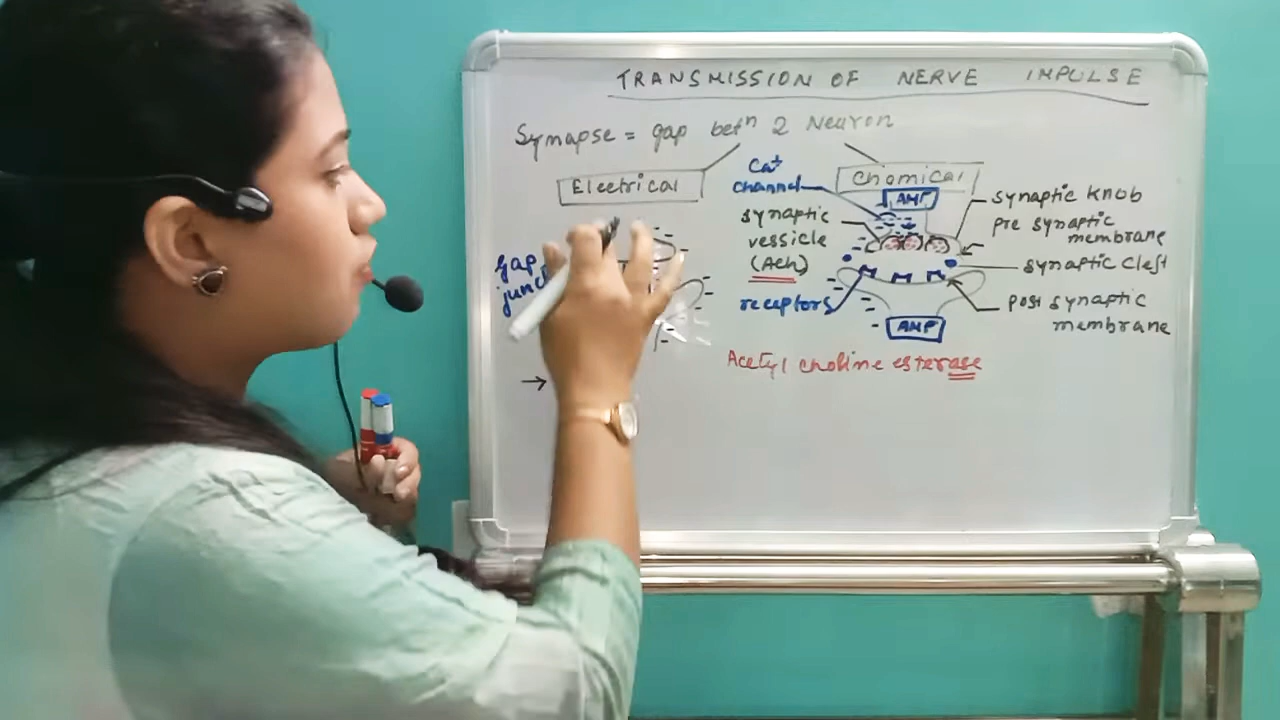 TRANSMISSION OF NERVE IMPULSE
Synapse = gap betn 2 Neuron
Electrical
Chemical
Gap
Ca+
channel
synaptic
vessicle
(Ach)
receptors
AMP
synaptic knob
pre synaptic
membrane
synaptic cleft
post synaptic
membrane
AMP
Acetyl choline esterase